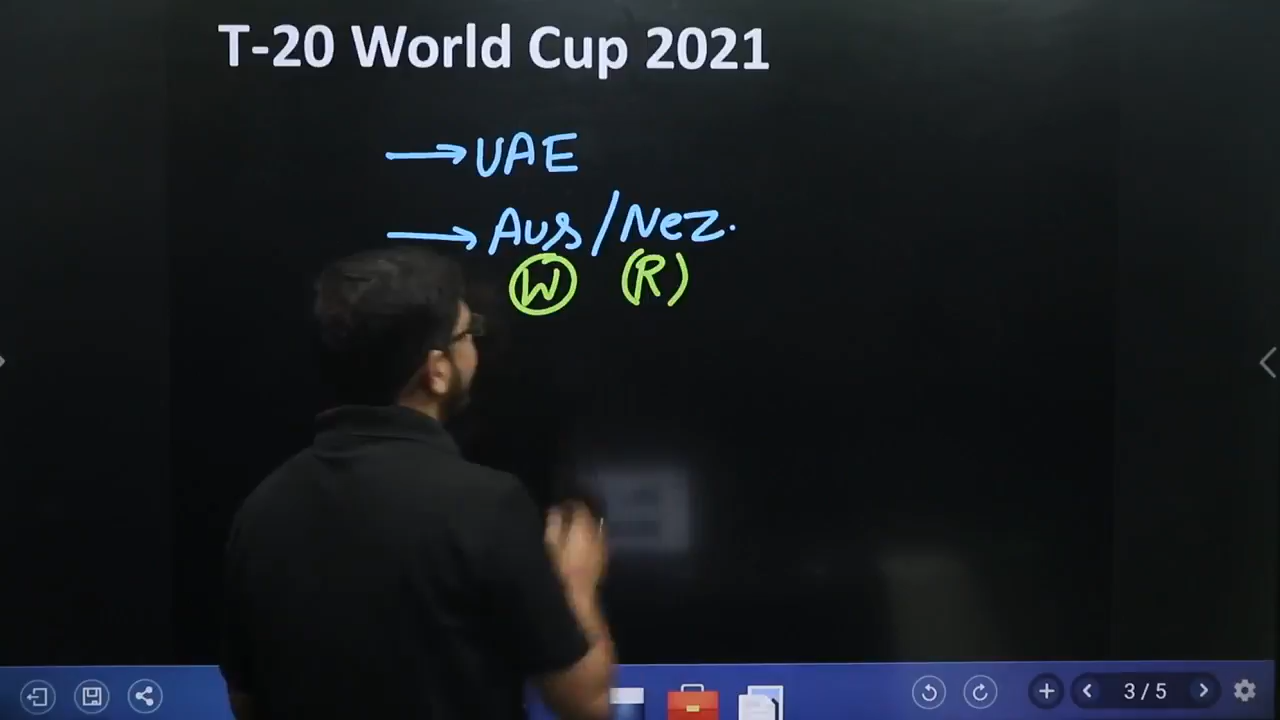 T-20 World Cup 2021
→ UAE
→ Aus/Nez.
W (R)
3/5